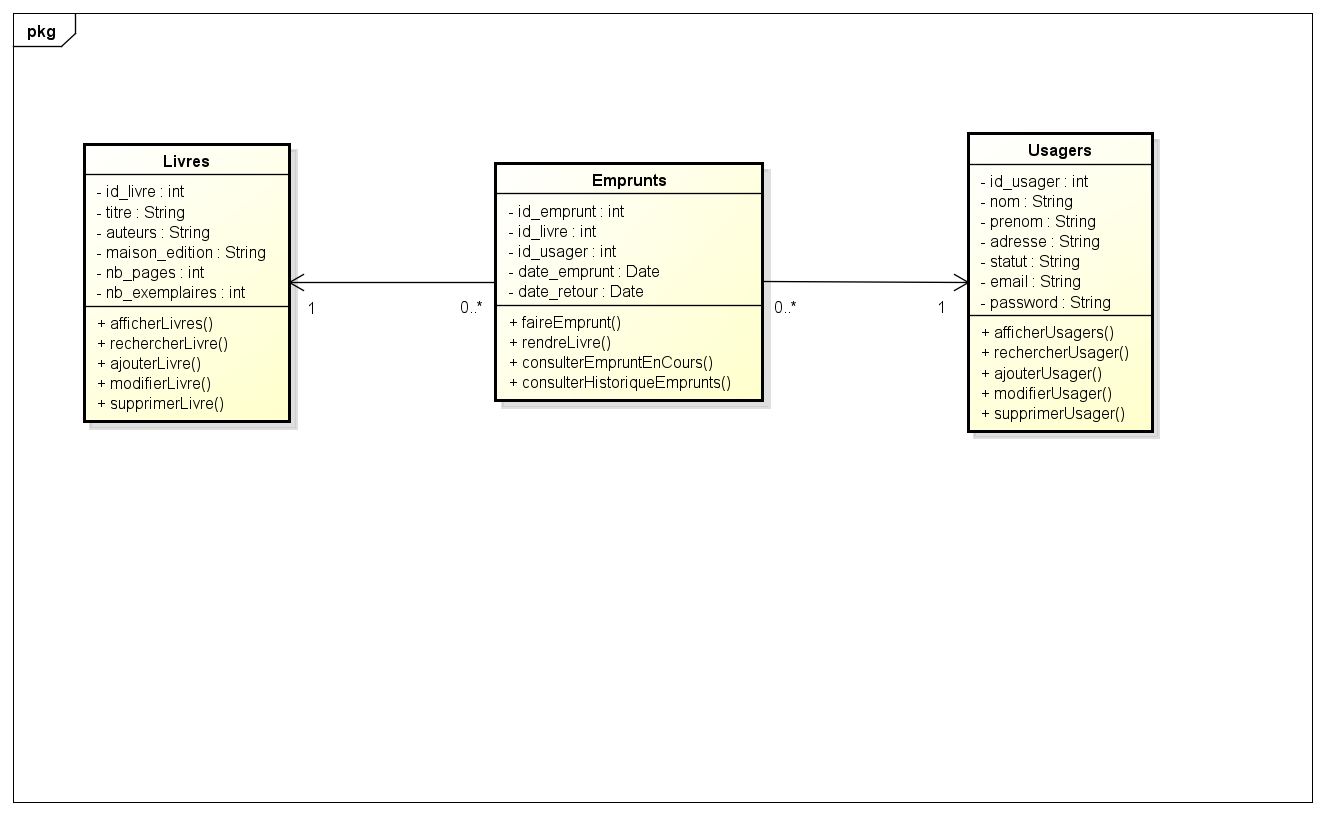 pkg
Livres
- id_livre : int
- titre : String
- auteurs : String
- maison_edition : String
- nb_pages : int
- nb_exemplaires : int
+ afficherLivres()
+ rechercherLivre()
+ ajouterLivre()
+ modifierLivre()
+ supprimerLivre()
1
0..*
Emprunts
- id_emprunt : int
- id_livre : int
- id_usager : int
- date_emprunt : Date
- date_retour : Date
+ faireEmprunt()
+ rendreLivre()
+ consulterEmpruntEnCours()
+ consulterHistoriqueEmprunts()
0..*
1
Usagers
- id_usager : int
- nom : String
- prenom : String
- adresse : String
- statut : String
- email : String
- password : String
+ afficherUsagers()
+ rechercherUsager()
+ ajouterUsager()
+ modifierUsager()
+ supprimerUsager()